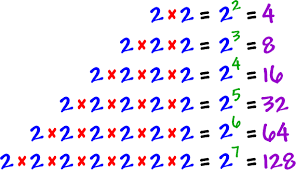 2×2 = 2² = 4
2×2×2 = 2³ = 8
2×2×2×2 = 2⁴ = 16
2×2×2×2×2 = 2⁵ = 32
2×2×2×2×2×2 = 2⁶ = 64
2×2×2×2×2×2×2 = 2⁷ = 128